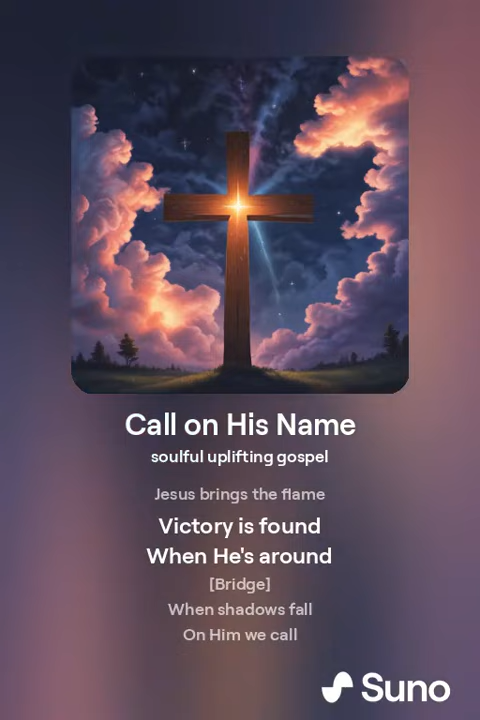 Call on His Name
soulful uplifting gospel
Jesus brings the flame
Victory is found
When He's around
[Bridge]
When shadows fall
On Him we call
Suno